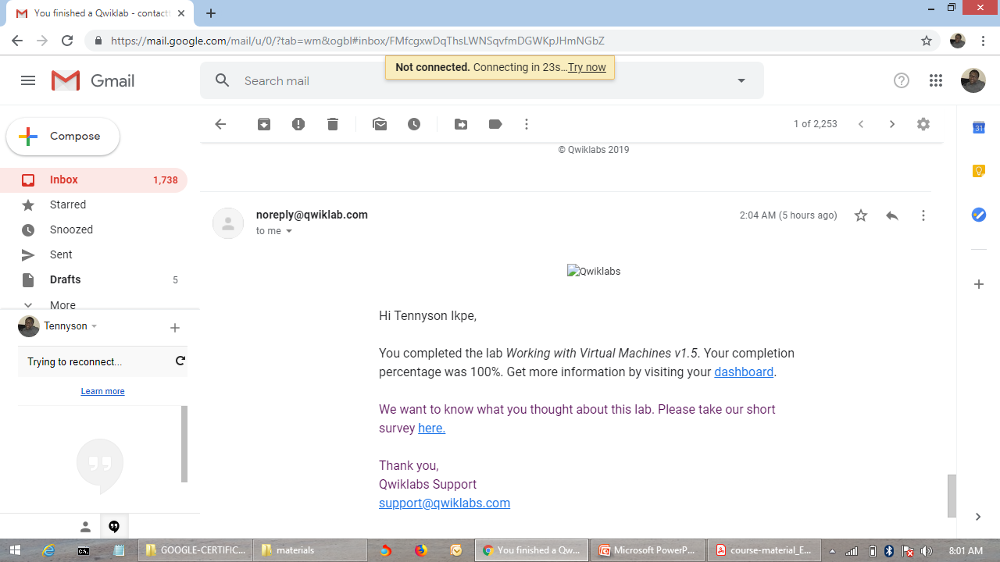 You finished a Qwiklab - contact
https://mail.google.com/mail/u/0/?tab=wm&ogbl#inbox/FMfcgxwDqThsLWNSqvfmDGWKpJHmNGbZ
Not connected. Connecting in 23s...Try now
Gmail
Search mail
Compose
1 of 2,253
© Qwiklabs 2019
Inbox 1,738
Starred
Snoozed
Sent
Drafts 5
More
Tennyson
Trying to reconnect...
Learn more
noreply@qwiklab.com
2:04 AM (5 hours ago)
to me
Qwiklabs
Hi Tennyson Ikpe,
You completed the lab Working with Virtual Machines v1.5. Your completion
percentage was 100%. Get more information by visiting your dashboard.
We want to know what you thought about this lab. Please take our short
survey here.
Thank you,
Qwiklabs Support
support@qwiklabs.com
31
GOOGLE-CERTIFIC...
materials
You finished a Qw...
Microsoft PowerP...
course-material_E...
8:01 AM